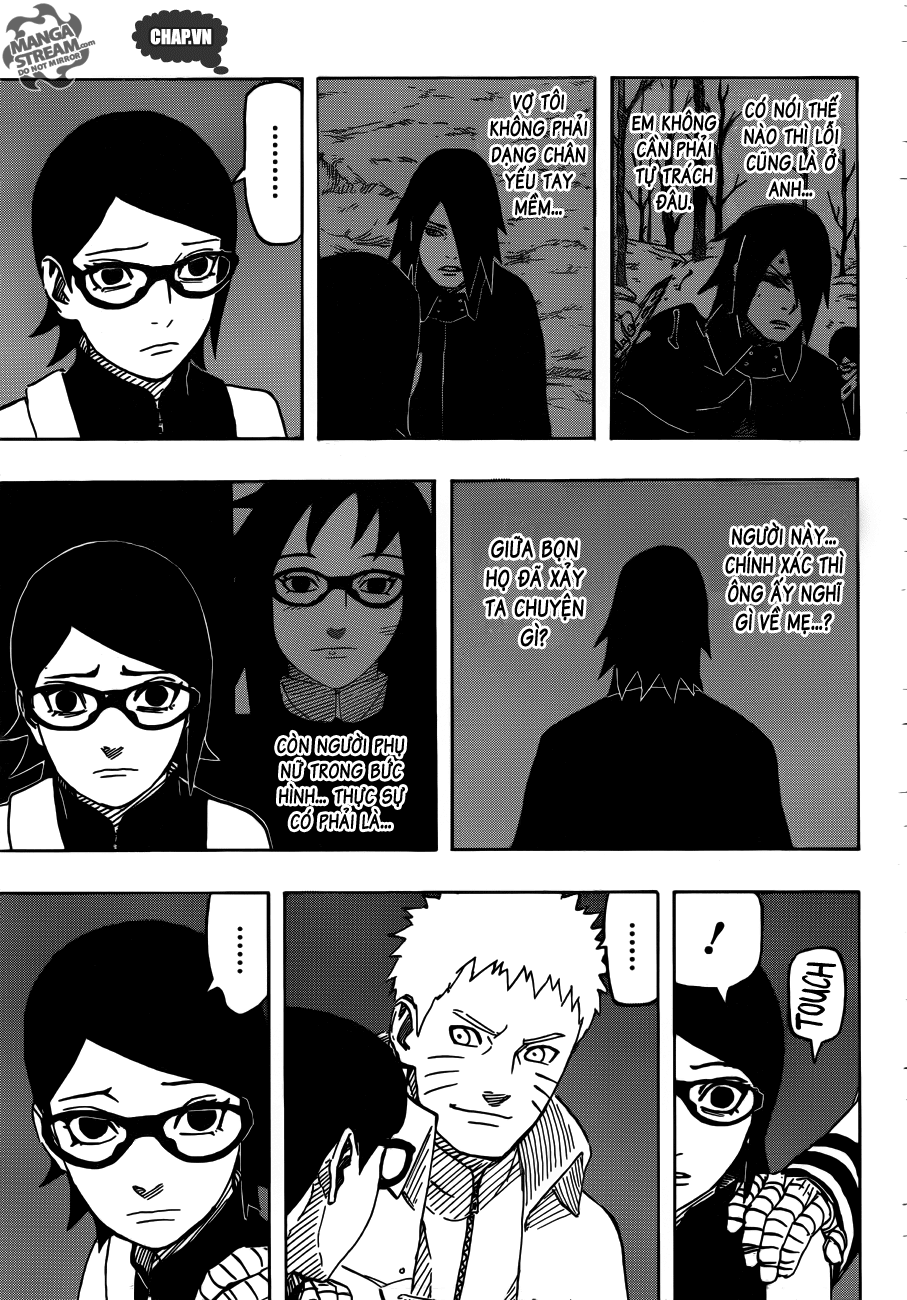 MANGA
STREAM.com
DO NOT MIRROR!
CHAP.VN
CÓ NÓI THẾ
NÀO THÌ LỖI
CŨNG LÀ Ở
ANH...
EM KHÔNG
CẦN PHẢI
TỰ TRÁCH
ĐÂU.
VỢ TÔI
KHÔNG PHẢI
DẠNG CHÂN
YẾU TAY
MỀM...
........
NGƯỜI NÀY...
CHÍNH XÁC THÌ
ÔNG ẤY NGHĨ
GÌ VỀ MẸ...?
GIỮA BỌN
HỌ ĐÃ XẢY
TA CHUYỆN
GÌ?
CÒN NGƯỜI PHỤ
NỮ TRONG BỨC
HÌNH... THỰC SỰ
CÓ PHẢI LÀ...
TOUCH
!
......
......